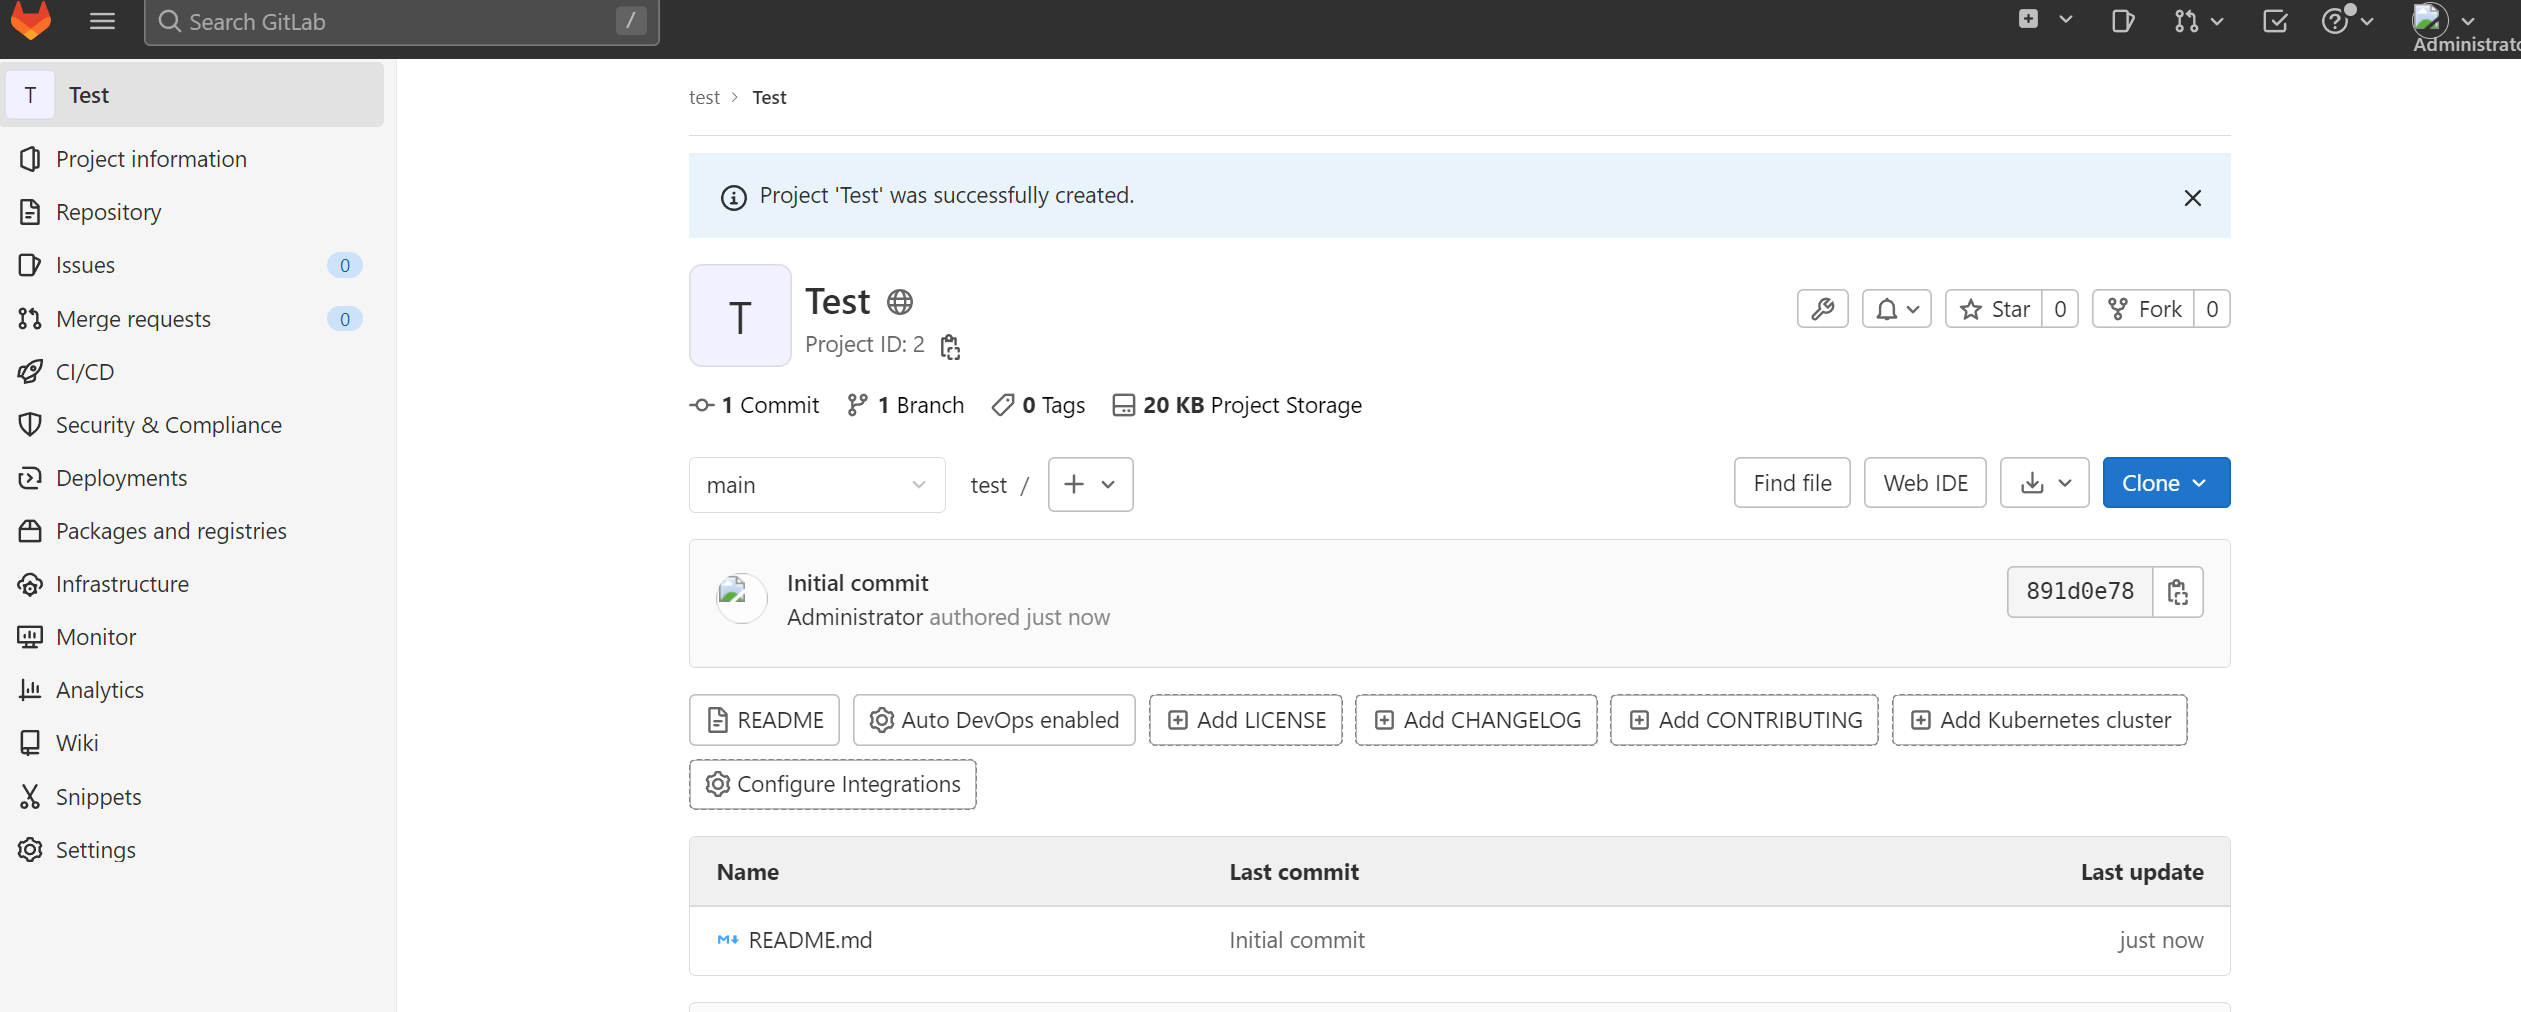 Search GitLab /
Administrato
T Test
Project information
Repository
Issues 0
Merge requests 0
CI/CD
Security & Compliance
Deployments
Packages and registries
Infrastructure
Monitor
Analytics
Wiki
Snippets
Settings
test > Test
Project 'Test' was successfully created.
T
Test
Project ID: 2
Star 0 Fork 0
1 Commit 1 Branch 0 Tags 20 KB Project Storage
main test / Find file Web IDE Clone
Initial commit
Administrator authored just now
891d0e78
README Auto DevOps enabled Add LICENSE Add CHANGELOG Add CONTRIBUTING Add Kubernetes cluster
Configure Integrations
Name Last commit Last update
README.md Initial commit just now